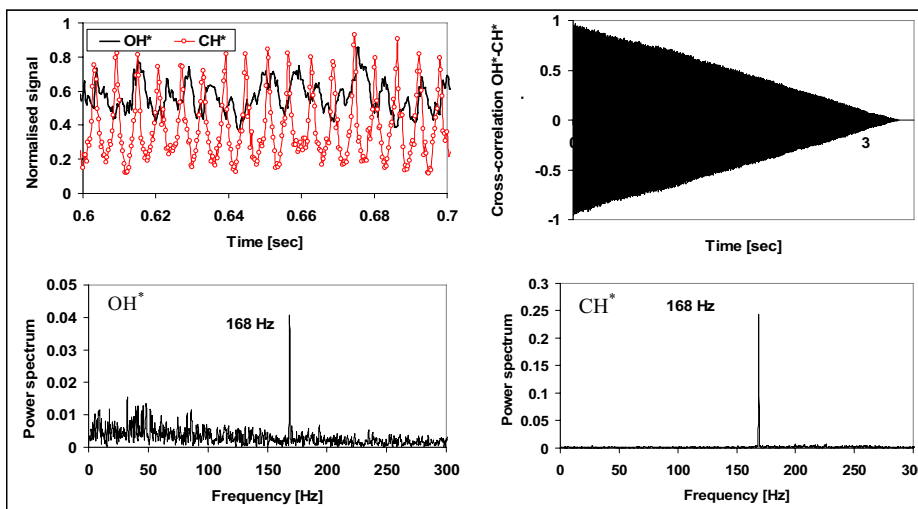 Normalised signal
1
0.8
0.6
0.4
0.2
0
OH* CH*
0.6 0.62 0.64 0.66 0.68 0.7
Time [sec]
Cross-correlation OH*-CH*
1
0.5
0
-0.5
-1
0 3
Time [sec]
Power spectrum
0.05
0.04
0.03
0.02
0.01
0
OH*
168 Hz
0 50 100 150 200 250 300
Frequency [Hz]
Power spectrum
0.3
0.25
0.2
0.15
0.1
0.05
0
CH*
168 Hz
0 50 100 150 200 250 300
Frequency [Hz]